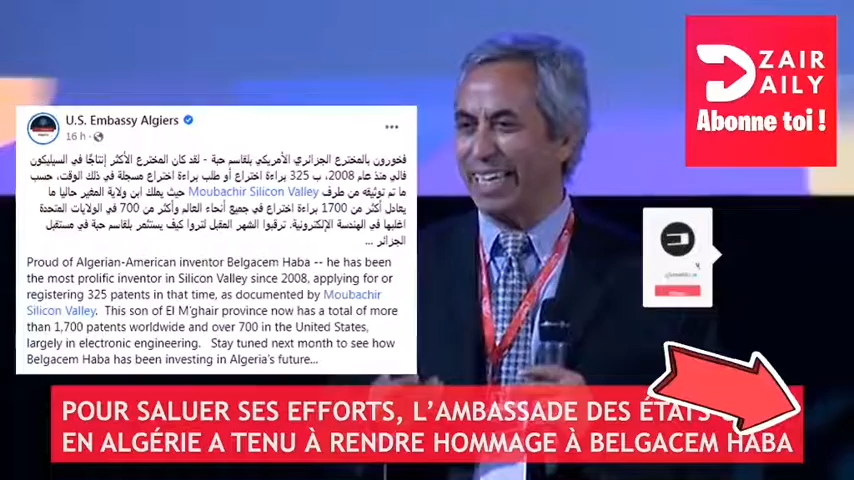 DZAIR
DAILY
Abonne toi !
U.S. Embassy Algiers
16 h
فخورون بالمخترع الجزائري الأمريكي بلقاسم حبة - لقد كان المخترع الأكثر إنتاجًا في السيليكون
فالي منذ عام 2008، ب 325 براءة اختراع أو طلب براءة اختراع مسجلة في ذلك الوقت، حسب
ما تم توثيقه من طرف Moubachir Silicon Valley حيث يملك ابن ولاية المغير حاليا ما
يعادل أكثر من 1700 براءة اختراع في جميع أنحاء العالم وأكثر من 700 في الولايات المتحدة
اغلبها في الهندسة الإلكترونية. ترقبوا الشهر المقبل لتروا كيف يستثمر بلقاسم حبة في مستقبل
الجزائر ...
Proud of Algerian-American inventor Belgacem Haba -- he has been
the most prolific inventor in Silicon Valley since 2008, applying for or
registering 325 patents in that time, as documented by Moubachir
Silicon Valley. This son of El M'ghair province now has a total of more
than 1,700 patents worldwide and over 700 in the United States,
largely in electronic engineering. Stay tuned next month to see how
Belgacem Haba has been investing in Algeria's future...
POUR SALUER SES EFFORTS, L'AMBASSADE DES ÉTATS
EN ALGÉRIE A TENU À RENDRE HOMMAGE À BELGACEM HABA